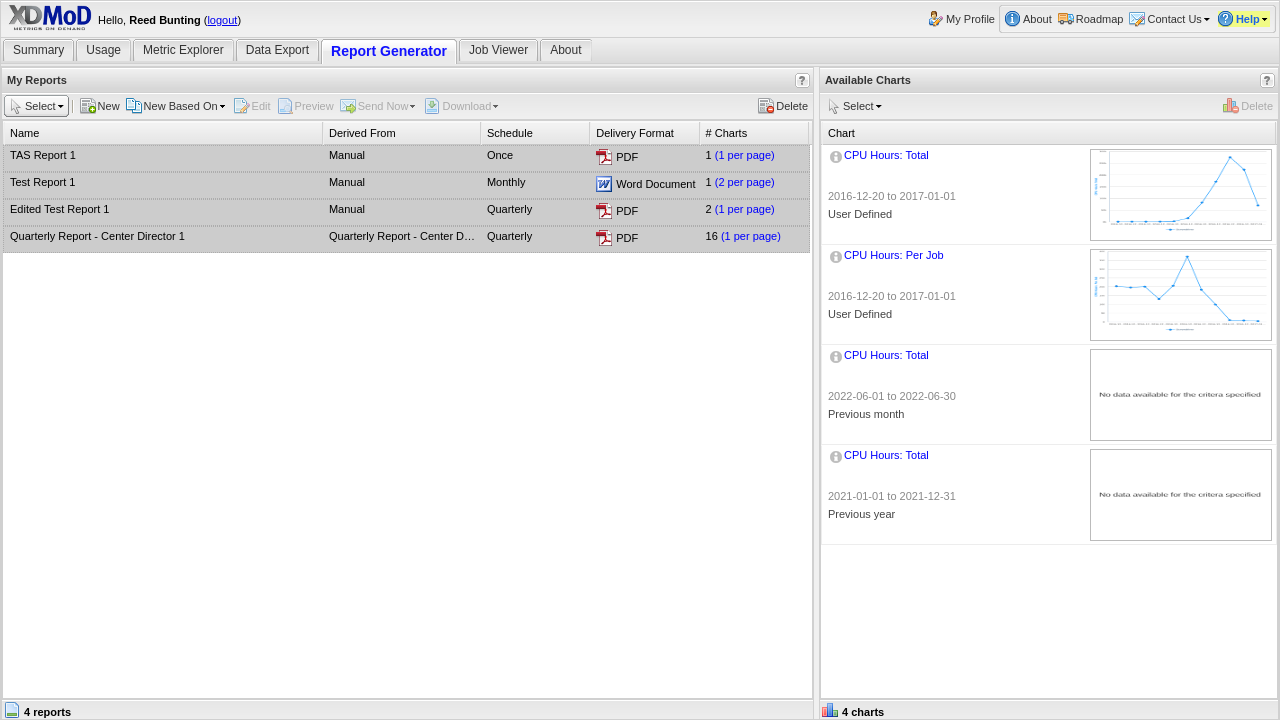 XDMoD
METRICS ON DEMAND
Hello, Reed Bunting (logout)
My Profile
About
Roadmap
Contact Us
Help
Summary
Usage
Metric Explorer
Data Export
Report Generator
Job Viewer
About
My Reports
Select
New
New Based On
Edit
Preview
Send Now
Download
Delete
Name Derived From Schedule Delivery Format # Charts
TAS Report 1 Manual Once PDF 1 (1 per page)
Test Report 1 Manual Monthly Word Document 1 (2 per page)
Edited Test Report 1 Manual Quarterly PDF 2 (1 per page)
Quarterly Report - Center Director 1 Quarterly Report - Center D... Quarterly PDF 16 (1 per page)
4 reports
Available Charts
Select
Delete
Chart
CPU Hours: Total
2016-12-20 to 2017-01-01
User Defined
CPU Hours: Per Job
2016-12-20 to 2017-01-01
User Defined
CPU Hours: Total
2022-06-01 to 2022-06-30
Previous month
No data available for the critera specified
CPU Hours: Total
2021-01-01 to 2021-12-31
Previous year
No data available for the critera specified
4 charts